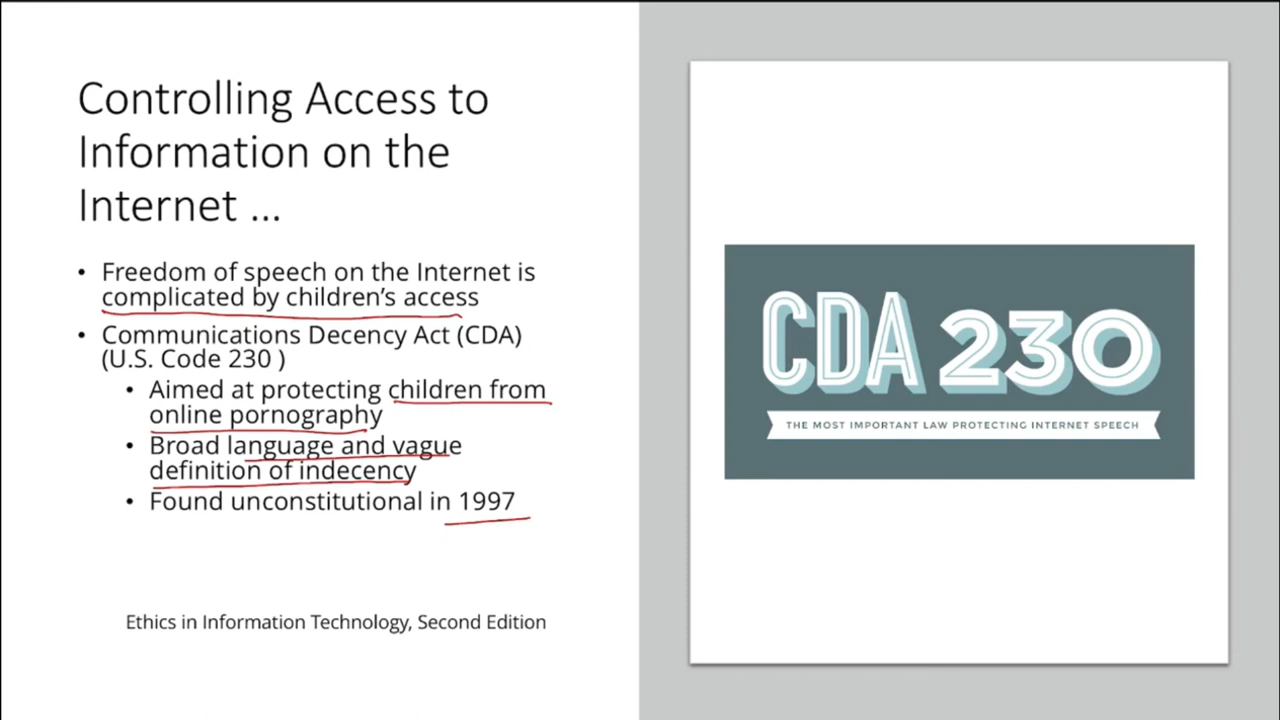 Controlling Access to
Information on the
Internet ...
• Freedom of speech on the Internet is
complicated by children's access
• Communications Decency Act (CDA)
(U.S. Code 230 )
• Aimed at protecting children from
online pornography
• Broad language and vague
definition of indecency
• Found unconstitutional in 1997
Ethics in Information Technology, Second Edition
CDA 230
THE MOST IMPORTANT LAW PROTECTING INTERNET SPEECH